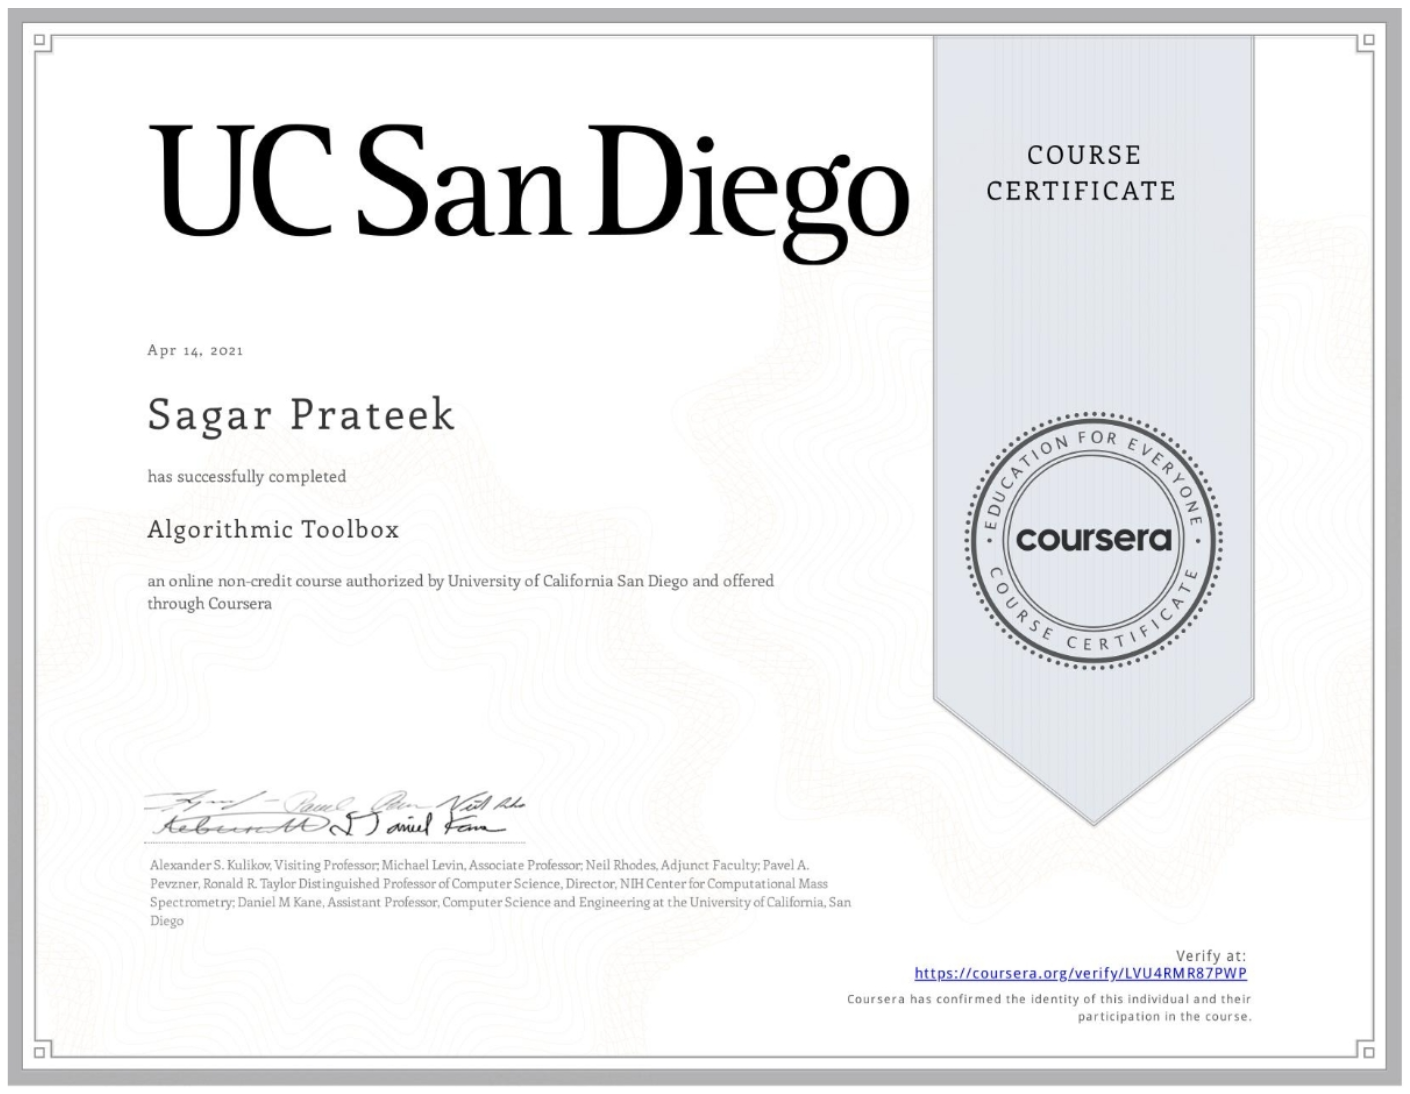 UC San Diego
COURSE
CERTIFICATE
Apr 14, 2021
Sagar Prateek
has successfully completed
Algorithmic Toolbox
an online non-credit course authorized by University of California San Diego and offered
through Coursera
EDUCATION FOR EVERYONE
coursera
COURSE CERTIFICATE
Alexander S. Kulikov, Visiting Professor; Michael Levin, Associate Professor; Neil Rhodes, Adjunct Faculty; Pavel A.
Pevzner, Ronald R. Taylor Distinguished Professor of Computer Science, Director, NIH Center for Computational Mass
Spectrometry; Daniel M Kane, Assistant Professor, Computer Science and Engineering at the University of California, San
Diego
Verify at:
https://coursera.org/verify/LVU4RMR87PWP
Coursera has confirmed the identity of this individual and their
participation in the course.